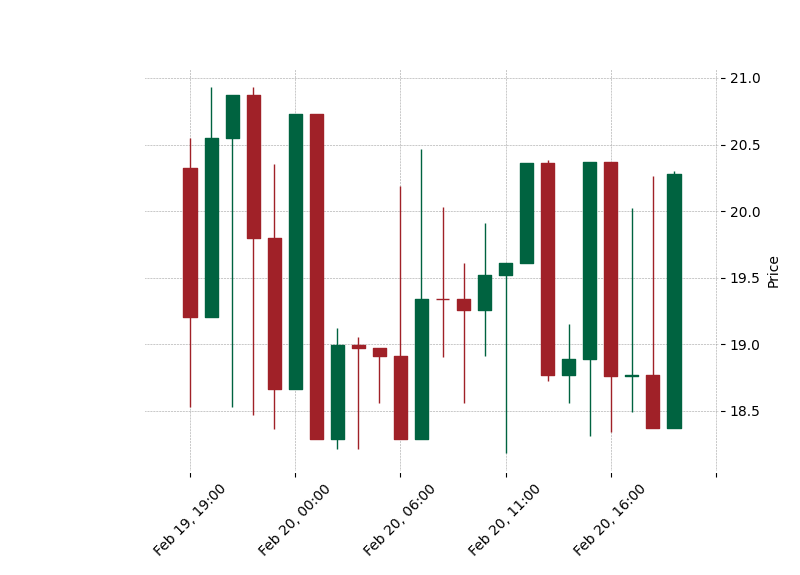 21.0
20.5
20.0
19.5
19.0
18.5
Price
Feb 19, 19:00
Feb 20, 00:00
Feb 20, 06:00
Feb 20, 11:00
Feb 20, 16:00